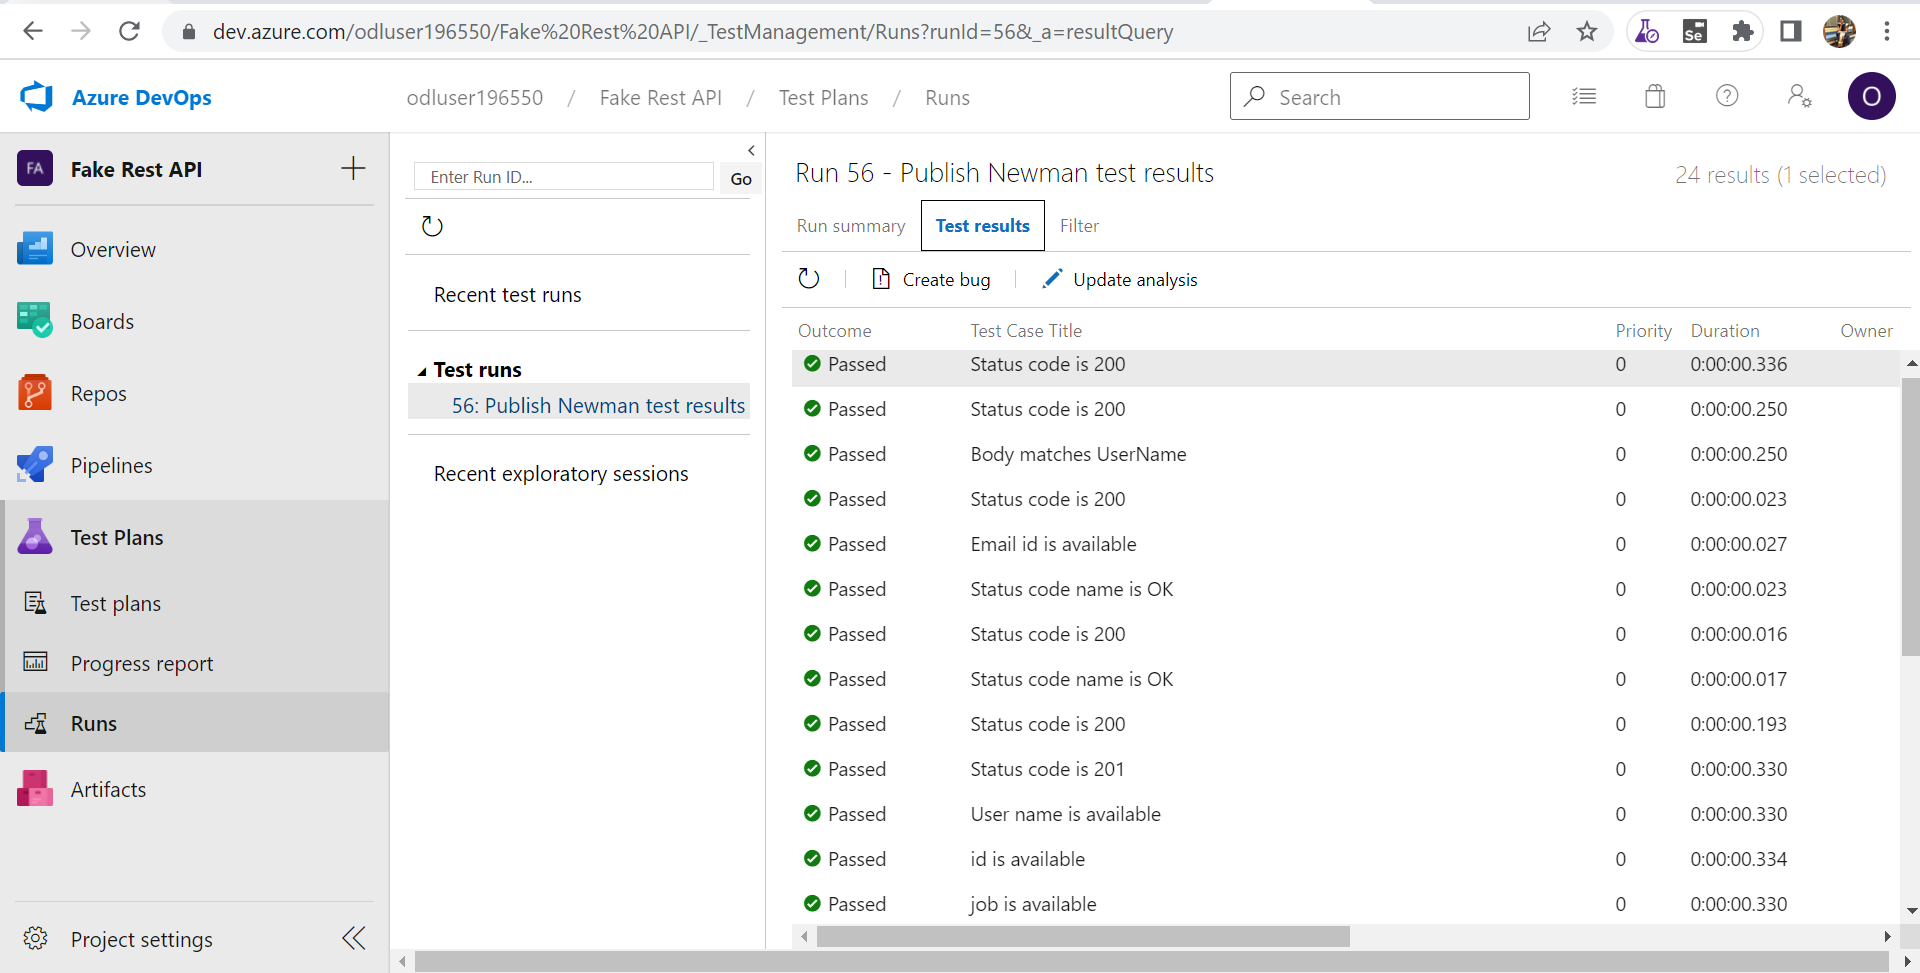 dev.azure.com/odluser196550/Fake%20Rest%20API/_TestManagement/Runs?runId=56&_a=resultQuery
Se
Azure DevOps
odluser196550 / Fake Rest API / Test Plans / Runs
Search
O
FA
Fake Rest API
Overview
Boards
Repos
Pipelines
Test Plans
Test plans
Progress report
Runs
Artifacts
Project settings
Enter Run ID...
Go
Recent test runs
Test runs
56: Publish Newman test results
Recent exploratory sessions
Run 56 - Publish Newman test results
24 results (1 selected)
Run summary Test results Filter
Create bug Update analysis
Outcome Test Case Title Priority Duration Owner
Passed Status code is 200 0 0:00:00.336
Passed Status code is 200 0 0:00:00.250
Passed Body matches UserName 0 0:00:00.250
Passed Status code is 200 0 0:00:00.023
Passed Email id is available 0 0:00:00.027
Passed Status code name is OK 0 0:00:00.023
Passed Status code is 200 0 0:00:00.016
Passed Status code name is OK 0 0:00:00.017
Passed Status code is 200 0 0:00:00.193
Passed Status code is 201 0 0:00:00.330
Passed User name is available 0 0:00:00.330
Passed id is available 0 0:00:00.334
Passed job is available 0 0:00:00.330